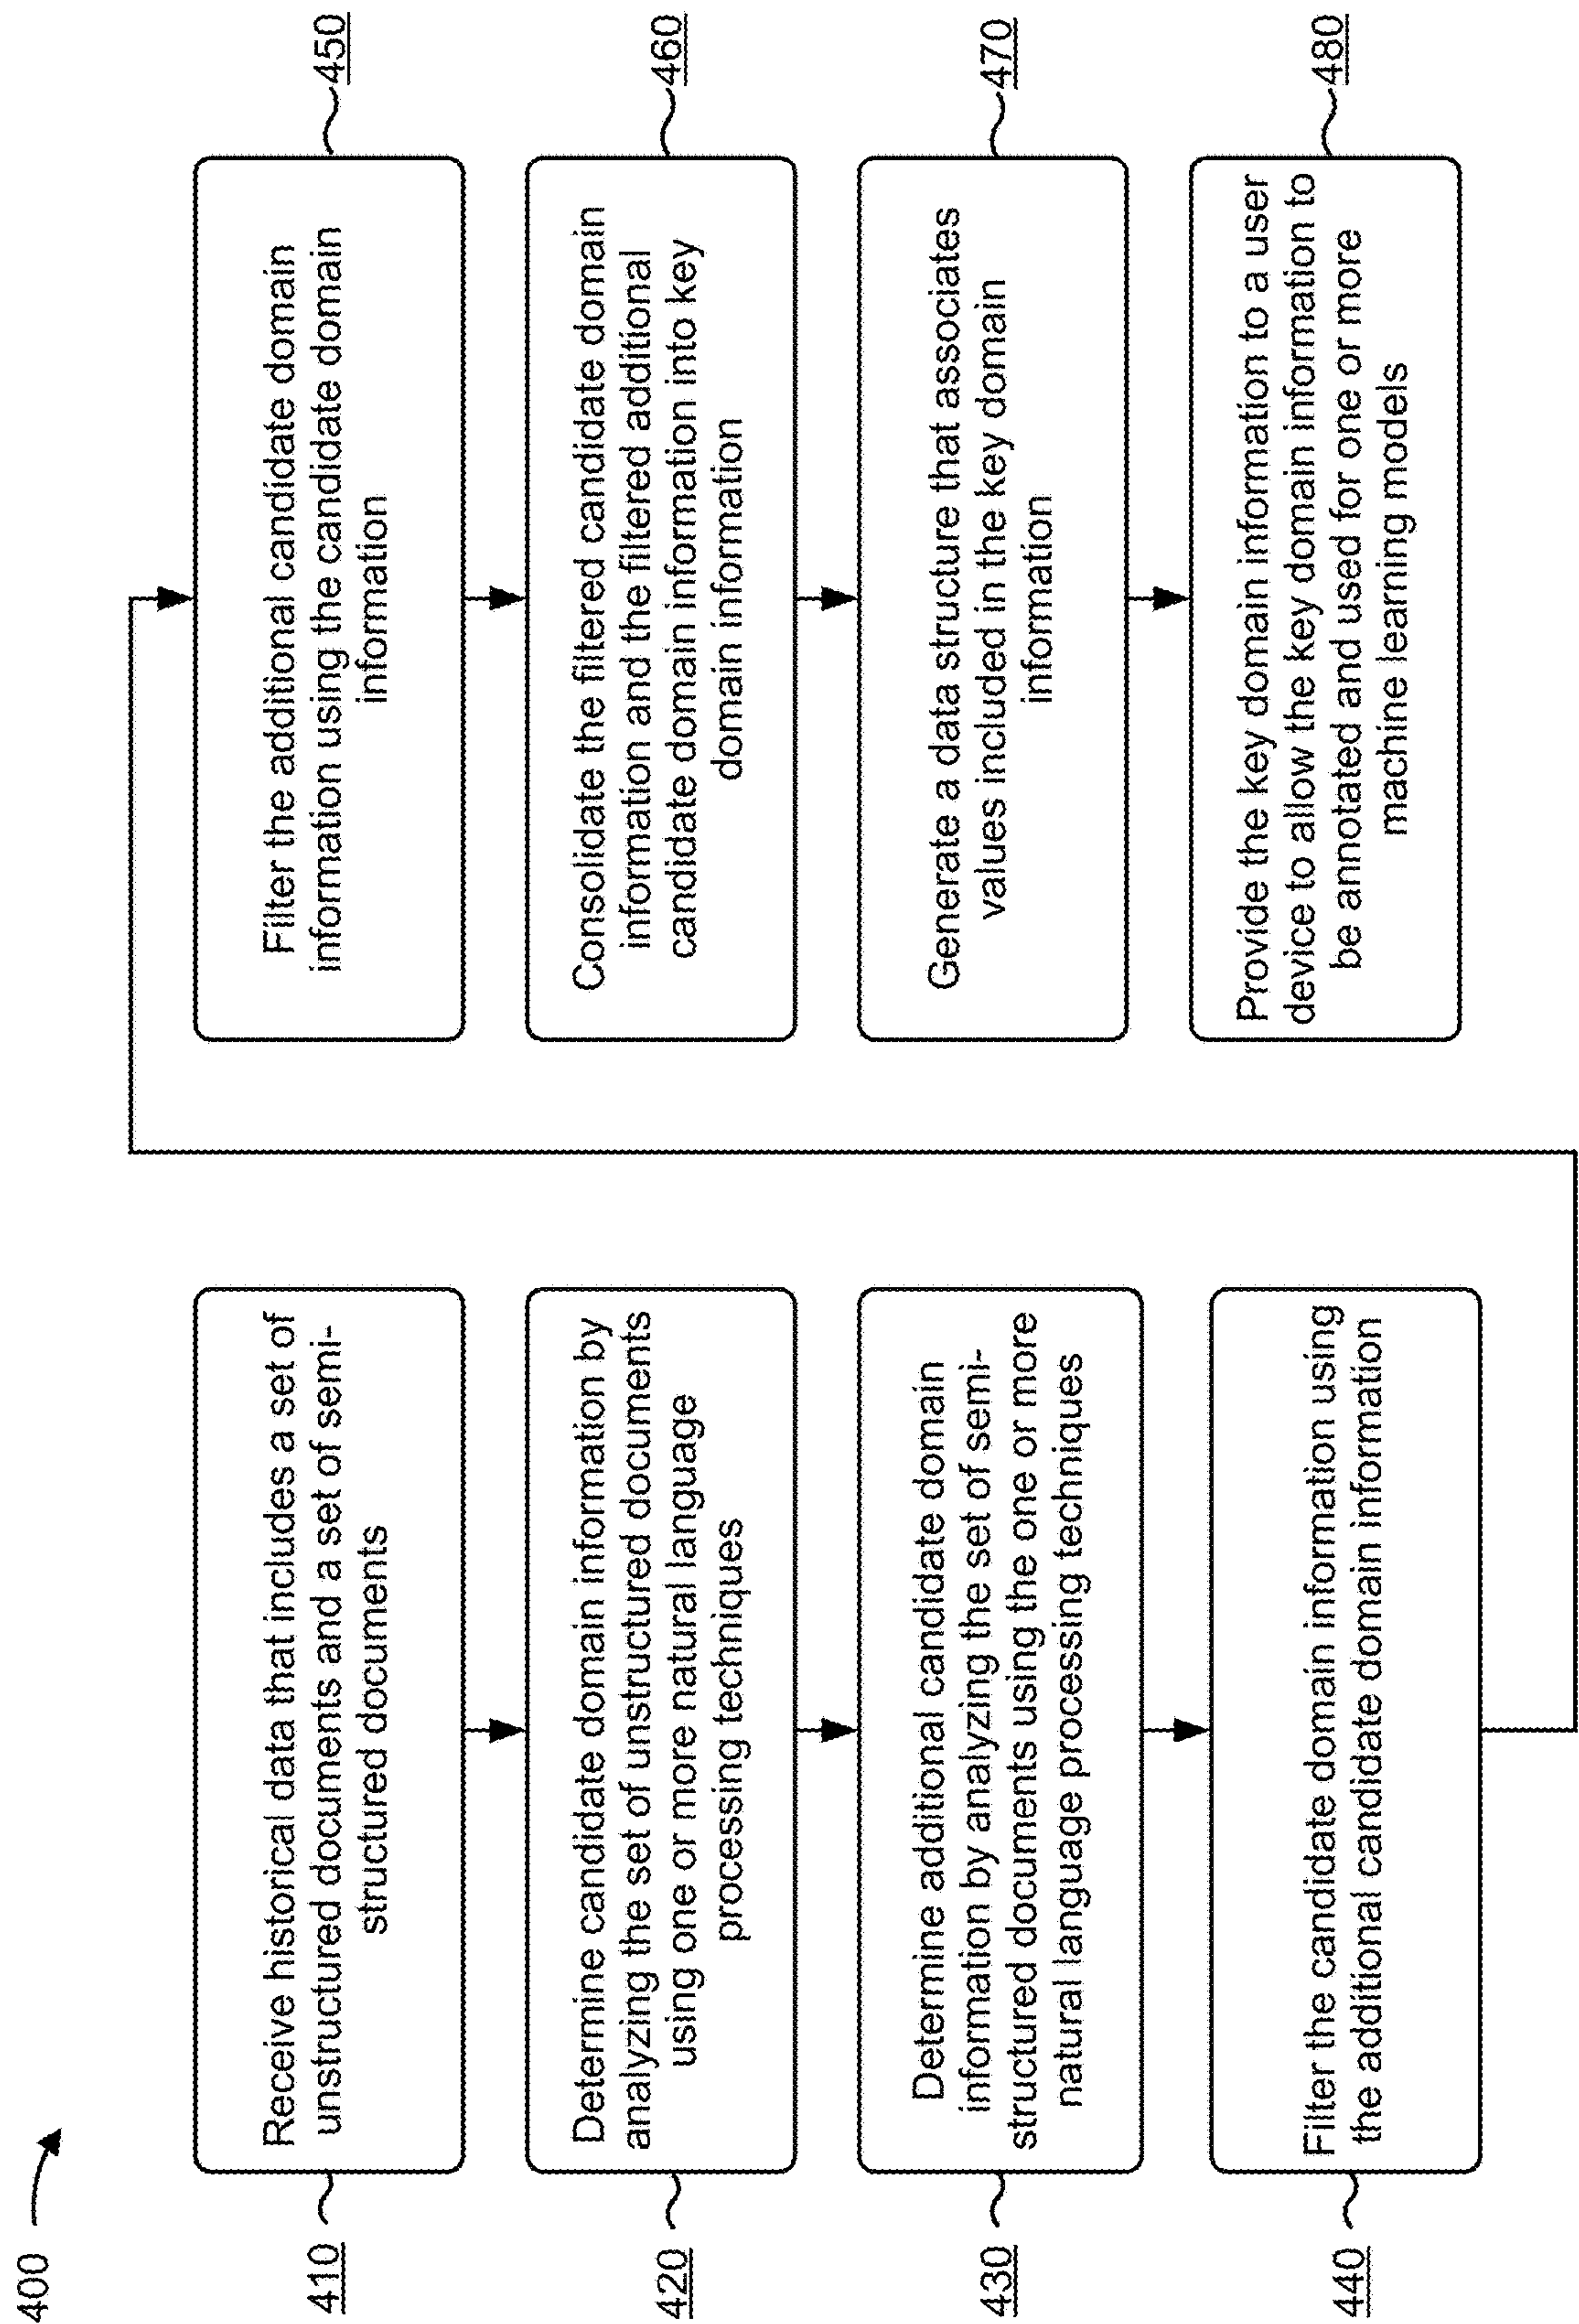 400
410
Receive historical data that includes a set of
unstructured documents and a set of semi-
structured documents
420
Determine candidate domain information by
analyzing the set of unstructured documents
using one or more natural language
processing techniques
430
Determine additional candidate domain
information by analyzing the set of semi-
structured documents using the one or more
natural language processing techniques
440
Filter the candidate domain information using
the additional candidate domain information
450
Filter the additional candidate domain
information using the candidate domain
information
460
Consolidate the filtered candidate domain
information and the filtered additional
candidate domain information into key
domain information
470
Generate a data structure that associates
values included in the key domain
information
480
Provide the key domain information to a user
device to allow the key domain information to
be annotated and used for one or more
machine learning models